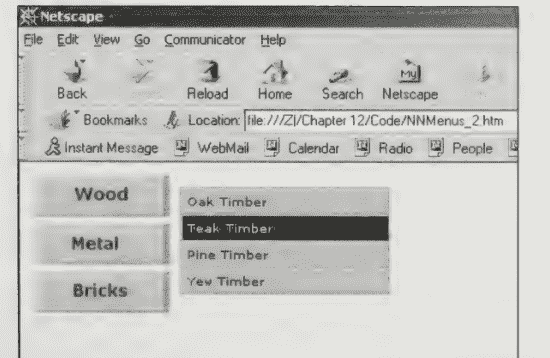 Netscape
File Edit View Go Communicator Help
Back Reload Home Search Netscape
My
Bookmarks Location: file:///Z|/Chapter 12/Code/NNMenus_2.htm
Instant Message WebMail Calendar Radio People
Wood
Oak Timber
Teak Timber
Metal
Pine Timber
Bricks
Yew Timber